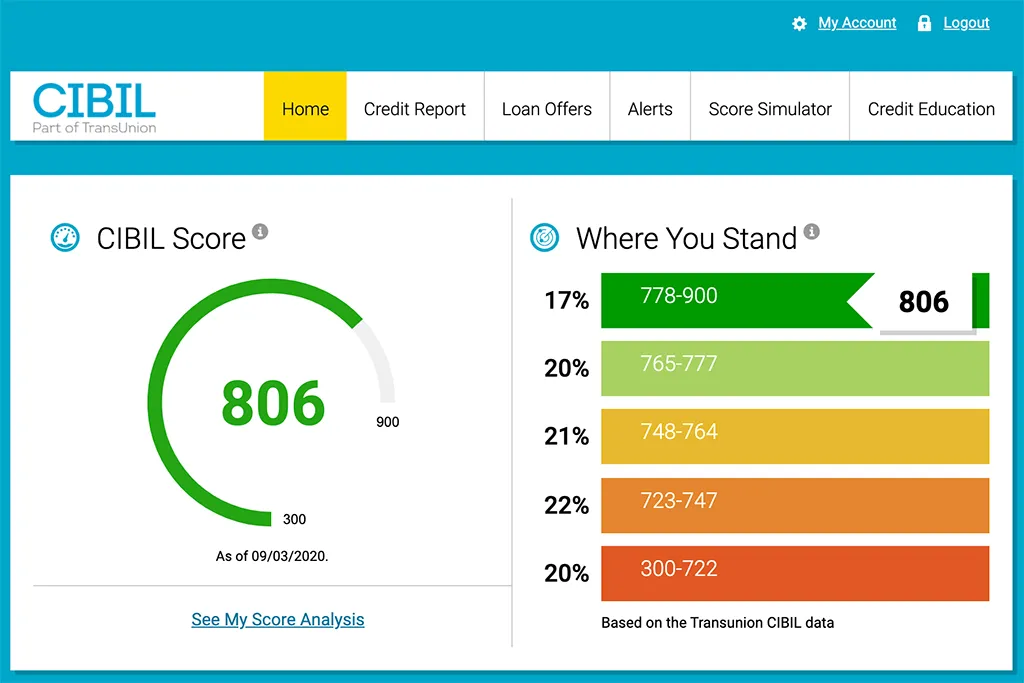 My Account Logout
CIBIL
Part of TransUnion
Home Credit Report Loan Offers Alerts Score Simulator Credit Education
CIBIL Score
806
900
300
As of 09/03/2020.
See My Score Analysis
Where You Stand
17% 778-900 806
20% 765-777
21% 748-764
22% 723-747
20% 300-722
Based on the Transunion CIBIL data